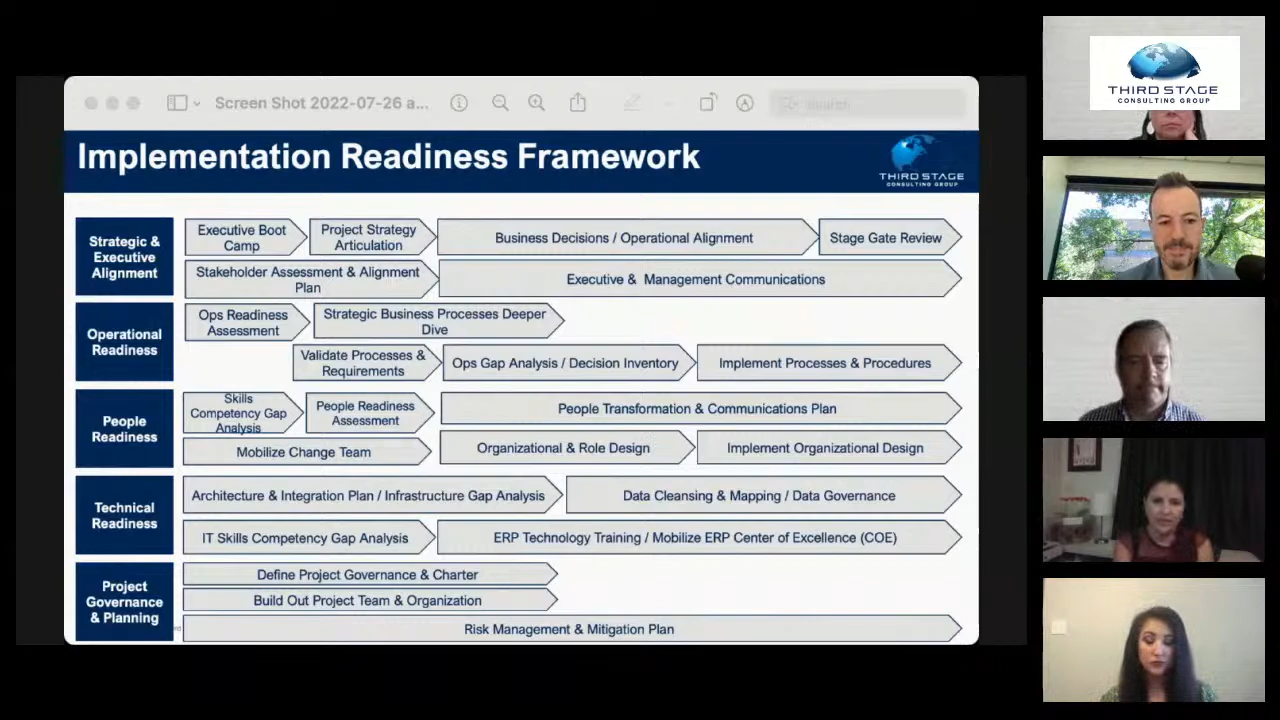 Screen Shot 2022-07-26 a...
Search
Implementation Readiness Framework
THIRD STAGE
CONSULTING GROUP
Strategic &
Executive
Alignment
Executive Boot
Camp
Project Strategy
Articulation
Business Decisions / Operational Alignment
Stage Gate Review
Stakeholder Assessment & Alignment
Plan
Executive & Management Communications
Operational
Readiness
Ops Readiness
Assessment
Strategic Business Processes Deeper
Dive
Validate Processes &
Requirements
Ops Gap Analysis / Decision Inventory
Implement Processes & Procedures
People
Readiness
Skills
Competency Gap
Analysis
People Readiness
Assessment
People Transformation & Communications Plan
Mobilize Change Team
Organizational & Role Design
Implement Organizational Design
Technical
Readiness
Architecture & Integration Plan / Infrastructure Gap Analysis
Data Cleansing & Mapping / Data Governance
IT Skills Competency Gap Analysis
ERP Technology Training / Mobilize ERP Center of Excellence (COE)
Project
Governance
& Planning
Define Project Governance & Charter
Build Out Project Team & Organization
Risk Management & Mitigation Plan
THIRD STAGE
CONSULTING GROUP